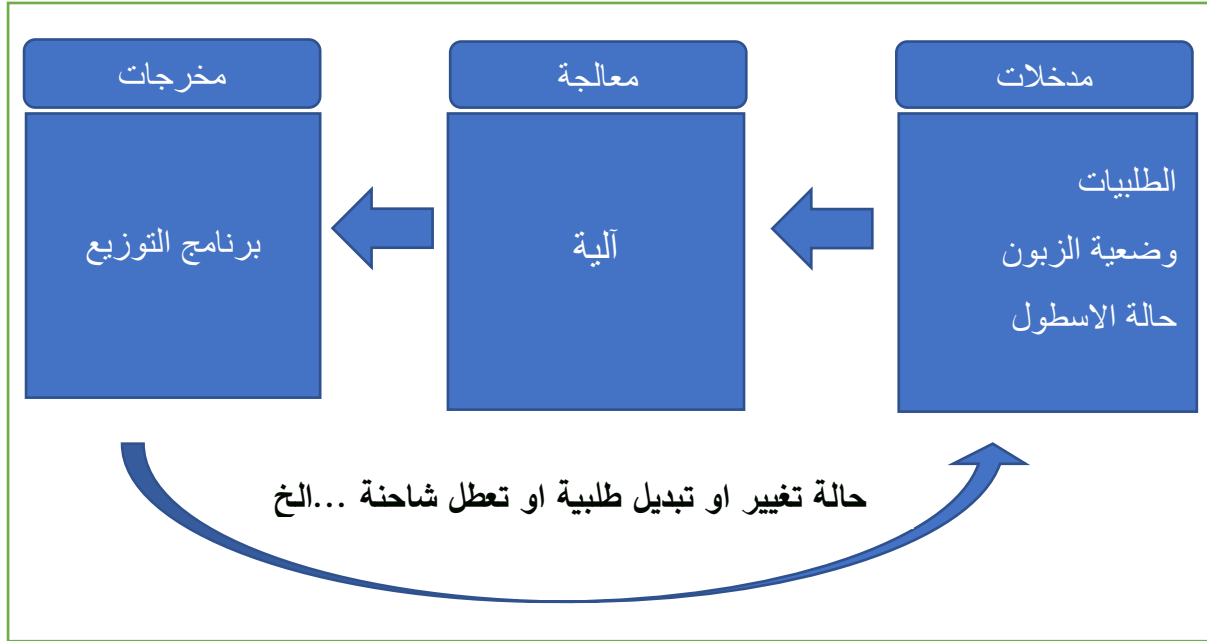 مدخلات
معالجة
مخرجات
الطلبيات
وضعية الزبون
حالة الاسطول
آلية
برنامج التوزيع
حالة تغيير او تبديل طلبية او تعطل شاحنة ...الخ